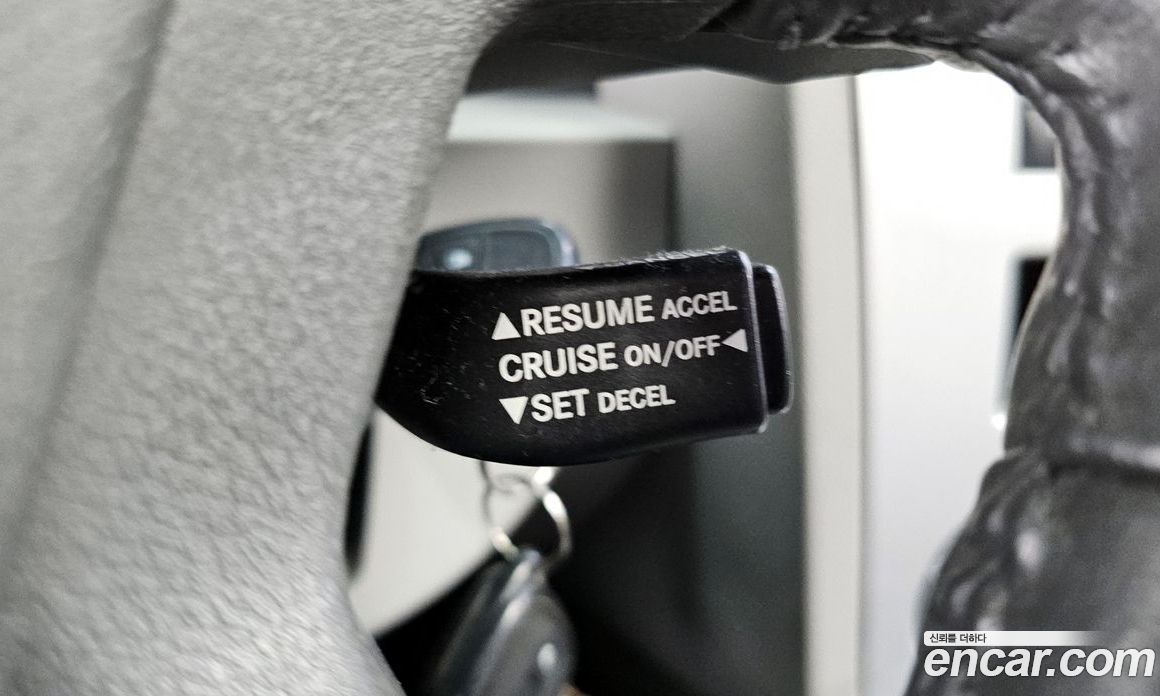 ▲RESUME ACCEL
CRUISE ON/OFF◀
▼SET DECEL
신뢰를 더하다
encar.com